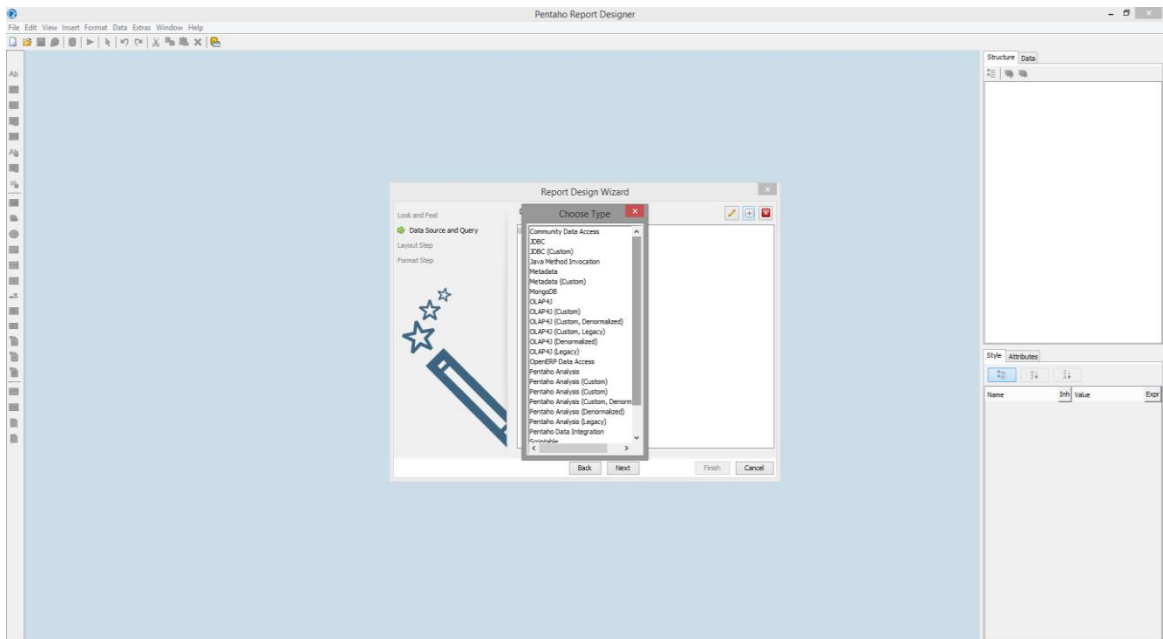 Pentaho Report Designer
File Edit View Insert Format Data Extras Window Help
Structure Data
Ab
Report Design Wizard
Look and Feel
Data Source and Query
Layout Step
Format Step
Choose Type
Community Data Access
JDBC
JDBC (Custom)
Java Method Invocation
Metadata
Metadata (Custom)
MongoDB
OLAP4J
OLAP4J (Custom)
OLAP4J (Custom, Denormalized)
OLAP4J (Custom, Legacy)
OLAP4J (Denormalized)
OLAP4J (Legacy)
OpenERP Data Access
Pentaho Analysis
Pentaho Analysis (Custom)
Pentaho Analysis (Custom)
Pentaho Analysis (Custom, Denorm
Pentaho Analysis (Denormalized)
Pentaho Analysis (Legacy)
Pentaho Data Integration
Scriptable
Back Next Finish Cancel
Style Attributes
Name Inh Value Expr